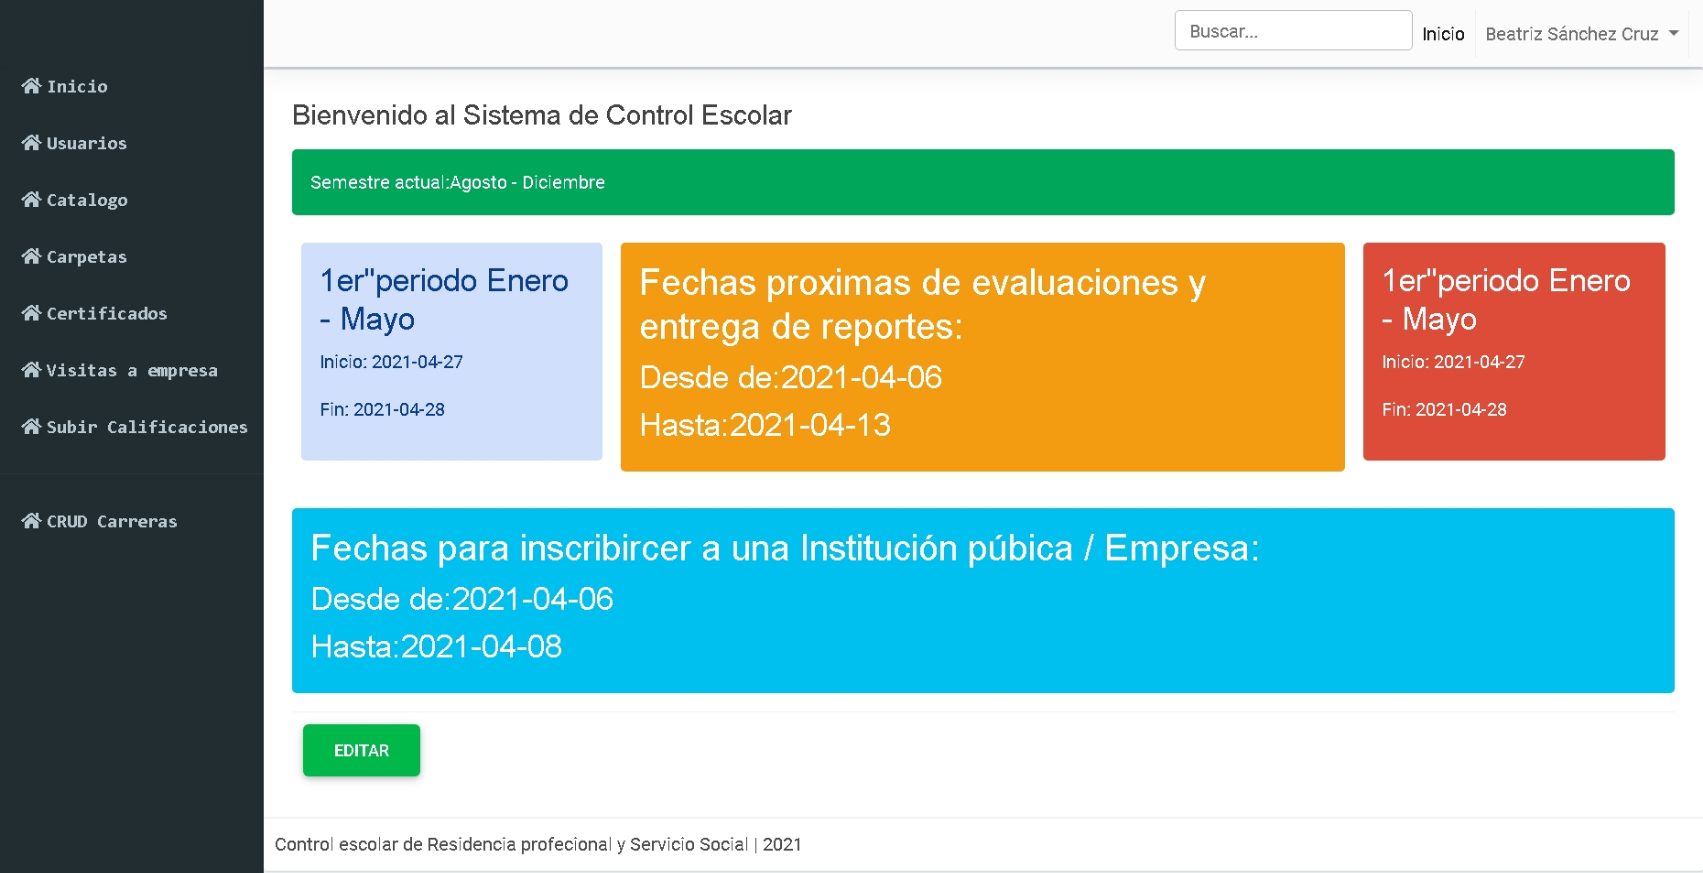 Buscar...
Inicio
Beatriz Sánchez Cruz
Inicio
Usuarios
Catalogo
Carpetas
Certificados
Visitas a empresa
Subir Calificaciones
CRUD Carreras
Bienvenido al Sistema de Control Escolar
Semestre actual:Agosto - Diciembre
1er"periodo Enero
- Mayo
Inicio: 2021-04-27
Fin: 2021-04-28
Fechas proximas de evaluaciones y
entrega de reportes:
Desde de:2021-04-06
Hasta:2021-04-13
1er"periodo Enero
- Mayo
Inicio: 2021-04-27
Fin: 2021-04-28
Fechas para inscribircer a una Institución púbica / Empresa:
Desde de:2021-04-06
Hasta:2021-04-08
EDITAR
Control escolar de Residencia profecional y Servicio Social | 2021